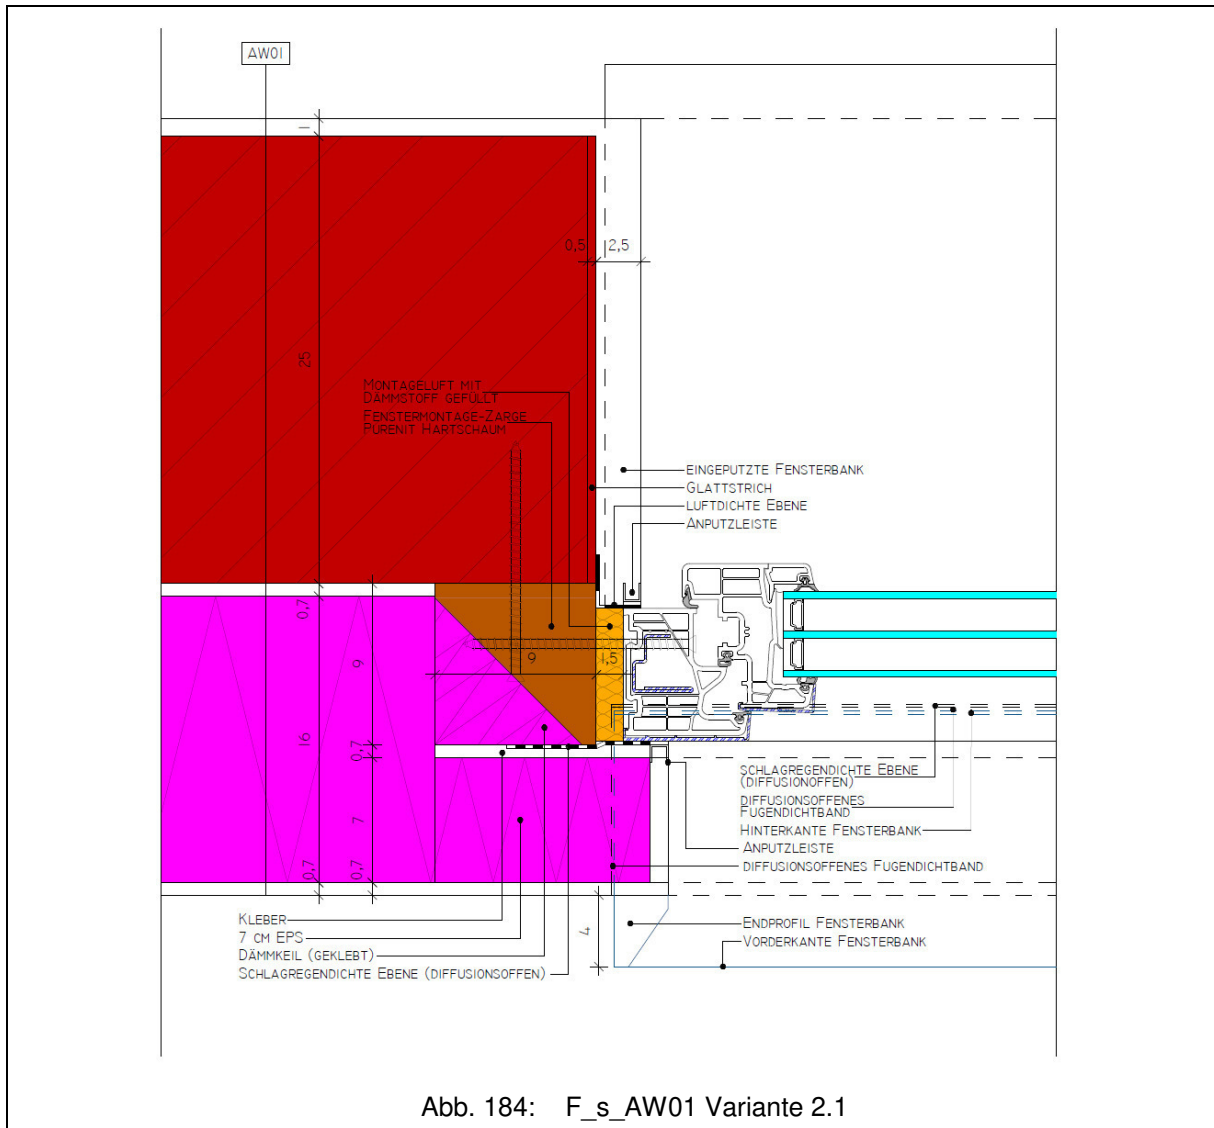 AW01
1
0,5
2,5
25
MONTAGELUFT MIT
DÄMMSTOFF GEFÜLLT
FENSTERMONTAGE-ZARGE
PURENIT HARTSCHAUM
EINGEPUTZTE FENSTERBANK
GLATTSTRICH
LUFTDICHTE EBENE
ANPUTZLEISTE
0,7
9
9
1,5
16
0,7
7
0,7
0,7
SCHLAGREGENDICHTE EBENE
(DIFFUSIONOFFEN)
DIFFUSIONSOFFENES
FUGENDICHTBAND
HINTERKANTE FENSTERBANK
ANPUTZLEISTE
DIFFUSIONSOFFENES FUGENDICHTBAND
KLEBER
7 CM EPS
DÄMMKEIL (GEKLEBT)
SCHLAGREGENDICHTE EBENE (DIFFUSIONSOFFEN)
4
ENDPROFIL FENSTERBANK
VORDERKANTE FENSTERBANK
Abb. 184: F_s_AW01 Variante 2.1